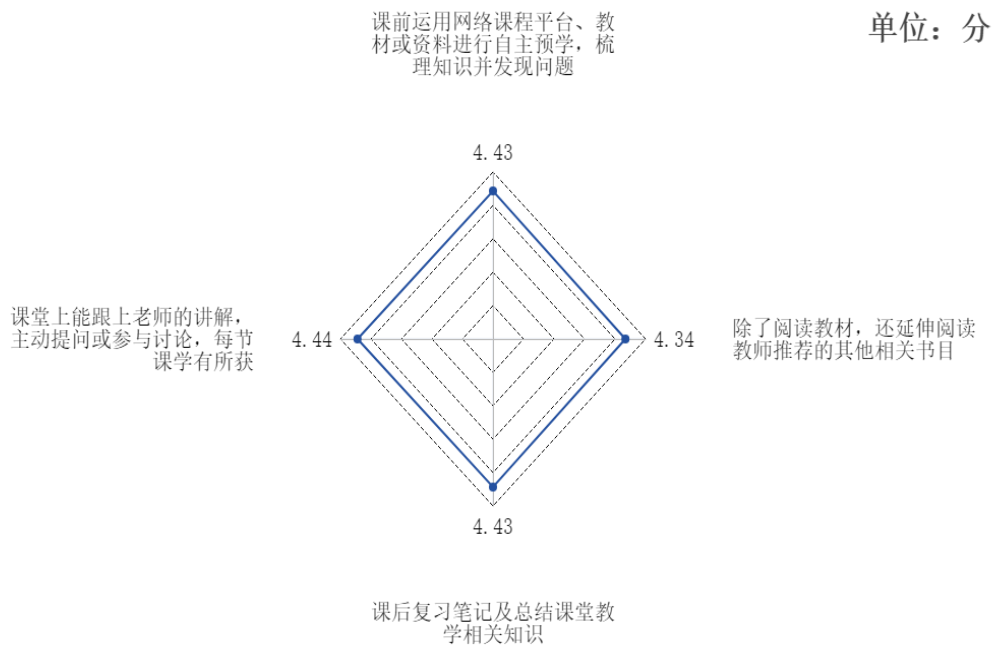 课前运用网络课程平台、教
材或资料进行自主预学，梳
理知识并发现问题
单位：分
4.43
课堂上能跟上老师的讲解，
主动提问或参与讨论，每节
课学有所获
4.44
4.34
除了阅读教材，还延伸阅读
教师推荐的其他相关书目
4.43
课后复习笔记及总结课堂教
学相关知识